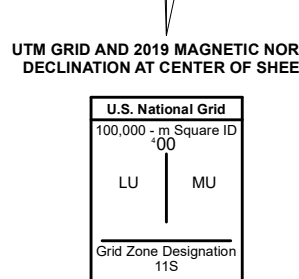 UTM GRID AND 2019 MAGNETIC NOR
DECLINATION AT CENTER OF SHEE
U.S. National Grid
100,000 - m Square ID
⁴00
LU MU
Grid Zone Designation
11S